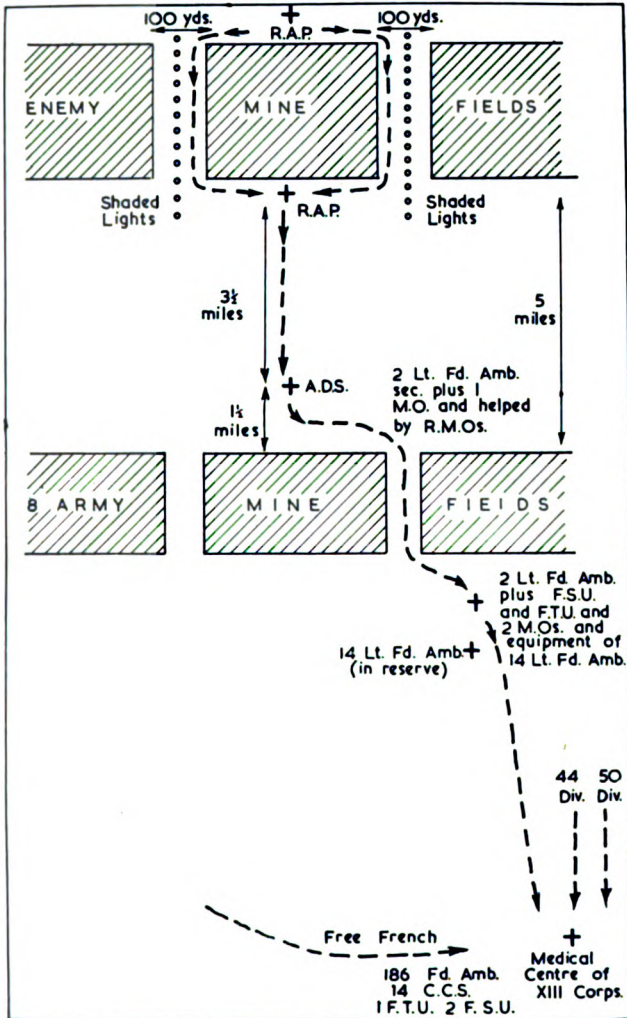 100 yds.
100 yds.
R.A.P.
ENEMY
MINE
FIELDS
Shaded
Lights
R.A.P.
Shaded
Lights
3½
miles
5
miles
A.D.S.
2 Lt. Fd. Amb.
sec. plus 1
M.O. and helped
by R.M.Os.
1½
miles
8 ARMY
MINE
FIELDS
2 Lt. Fd. Amb.
plus F.S.U.
and F.T.U. and
2 M.Os. and
equipment of
14 Lt. Fd. Amb.
14 Lt. Fd. Amb.
(in reserve)
44
Div.
50
Div.
Free French
186 Fd. Amb.
14 C.C.S.
1 F.T.U. 2 F.S.U.
Medical
Centre of
XIII Corps.